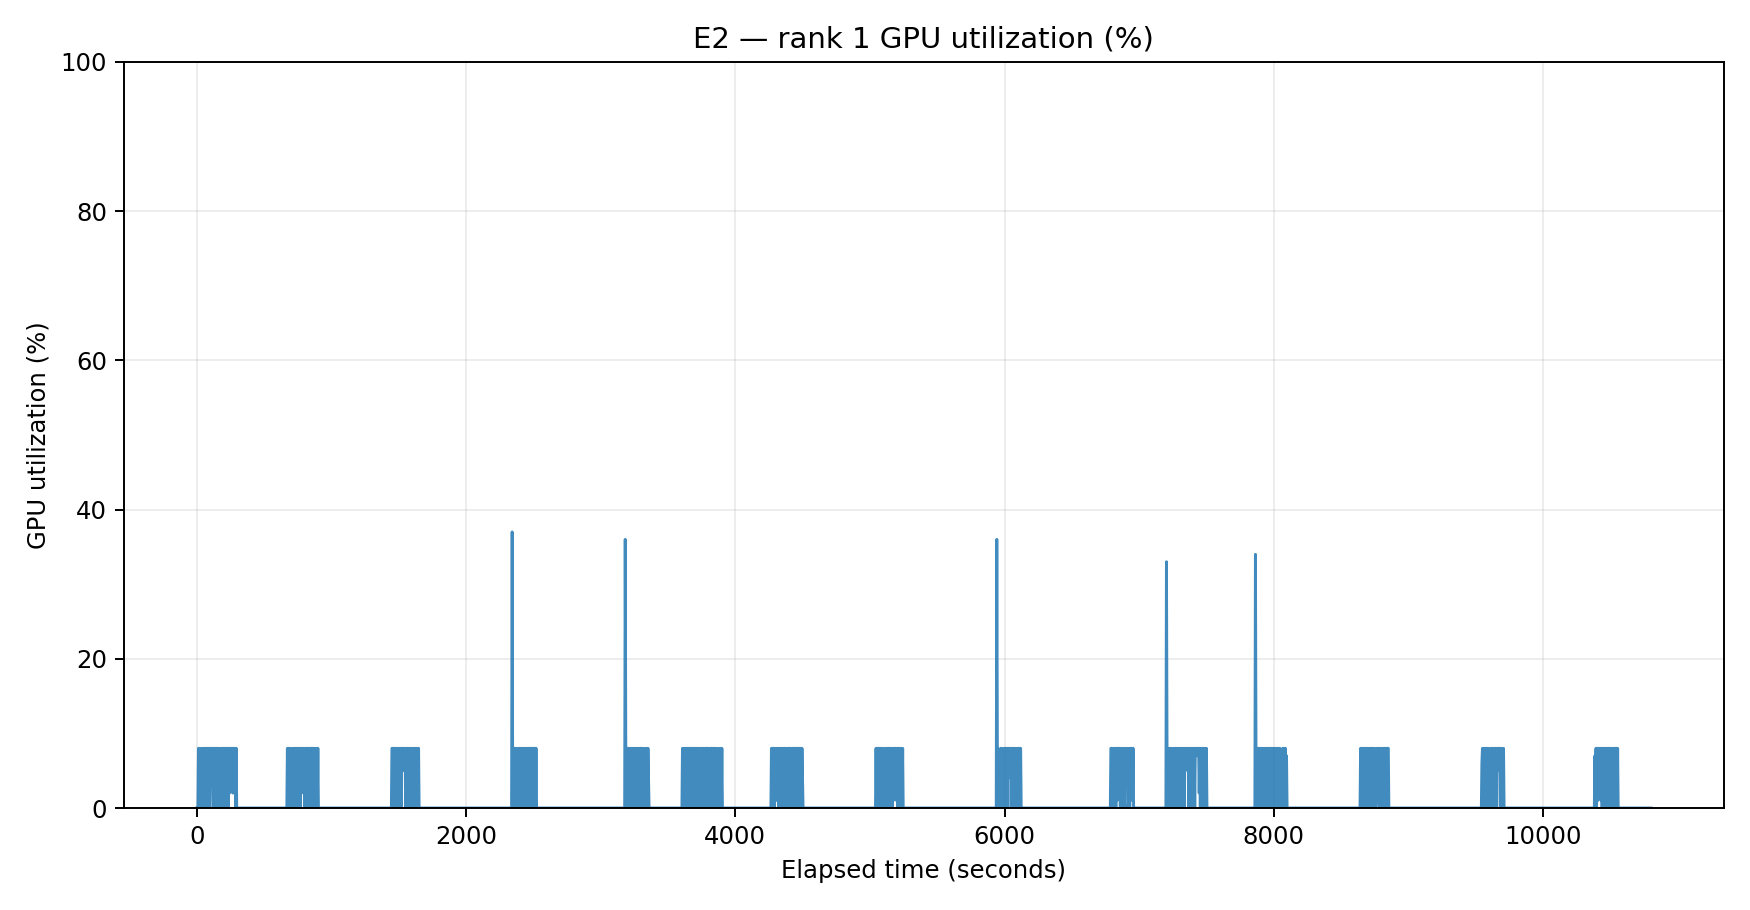 E2 — rank 1 GPU utilization (%)
100
80
60
40
20
0
GPU utilization (%)
0 2000 4000 6000 8000 10000
Elapsed time (seconds)